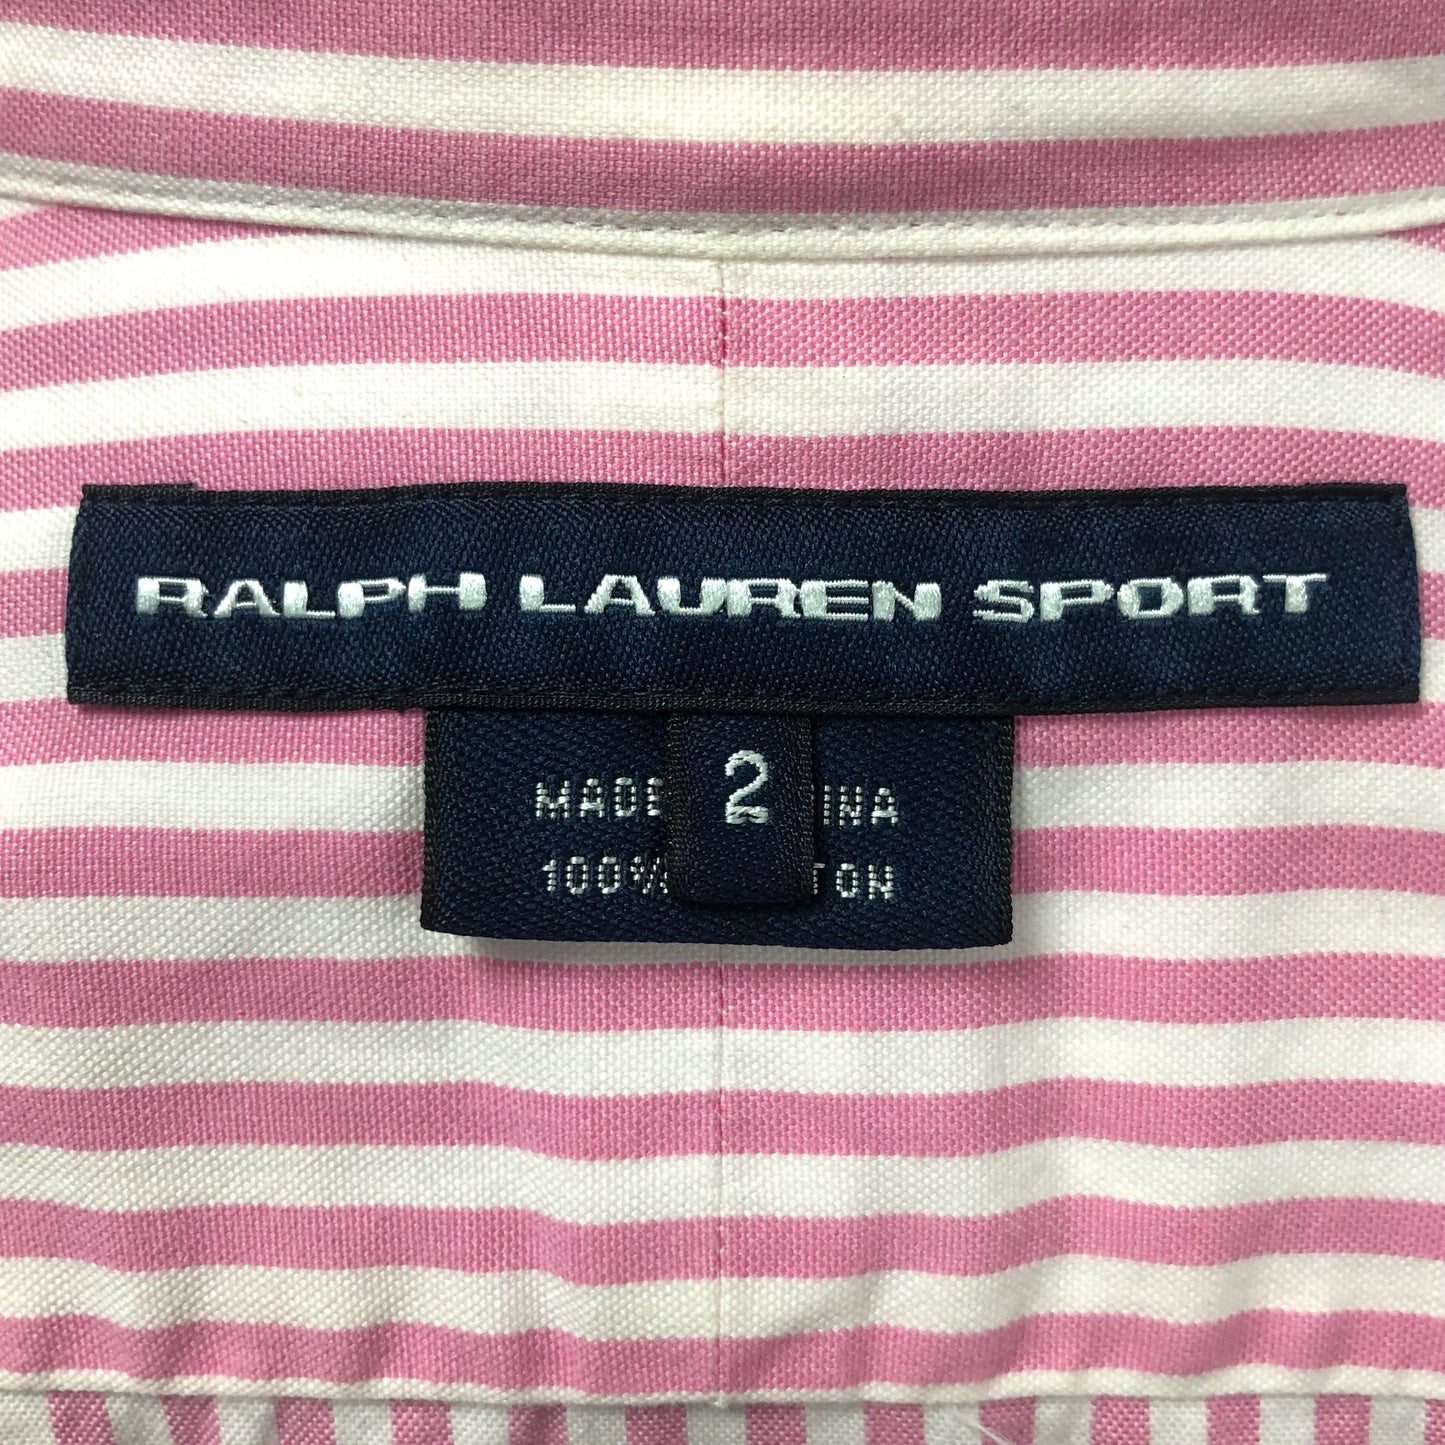 RALPH LAUREN SPORT
2
MADE INA
100% TON